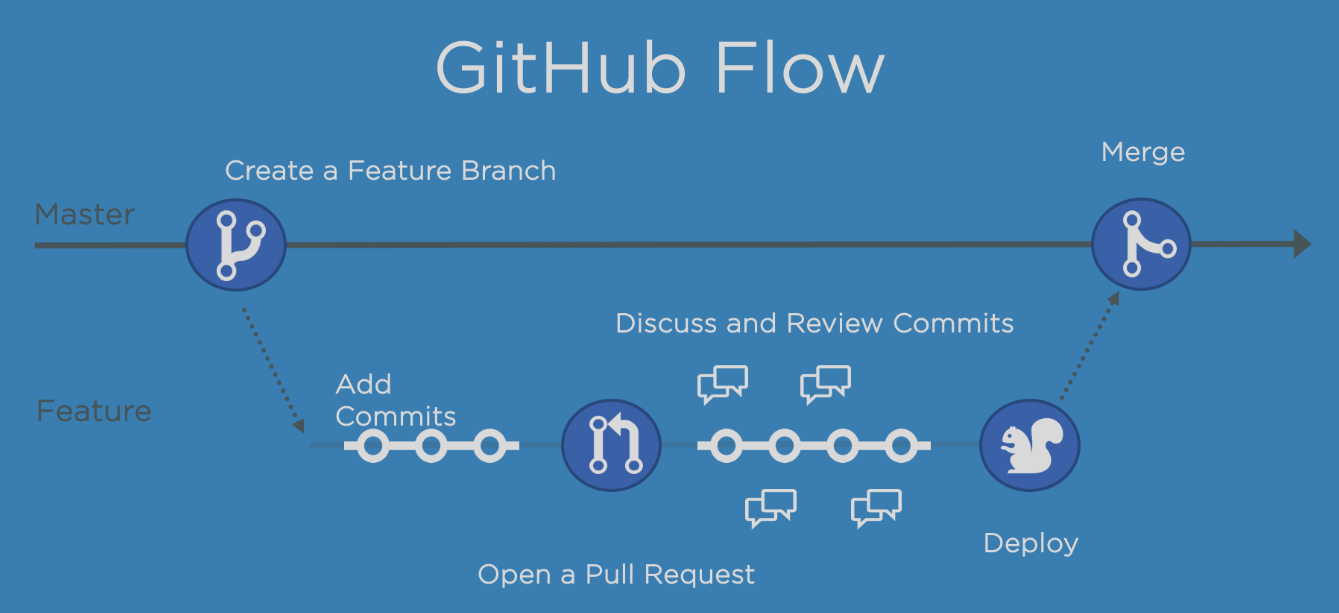 GitHub Flow
Create a Feature Branch
Merge
Master
Discuss and Review Commits
Add
Commits
Feature
Deploy
Open a Pull Request